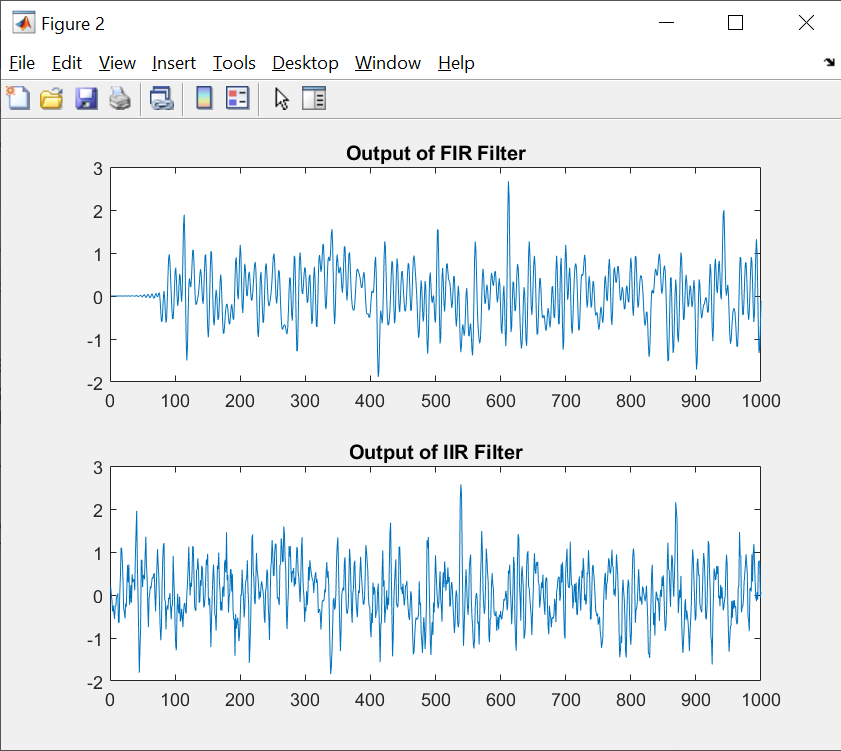 Figure 2
File Edit View Insert Tools Desktop Window Help
Output of FIR Filter
3
2
1
0
-1
-2
0 100 200 300 400 500 600 700 800 900 1000
Output of IIR Filter
3
2
1
0
-1
-2
0 100 200 300 400 500 600 700 800 900 1000